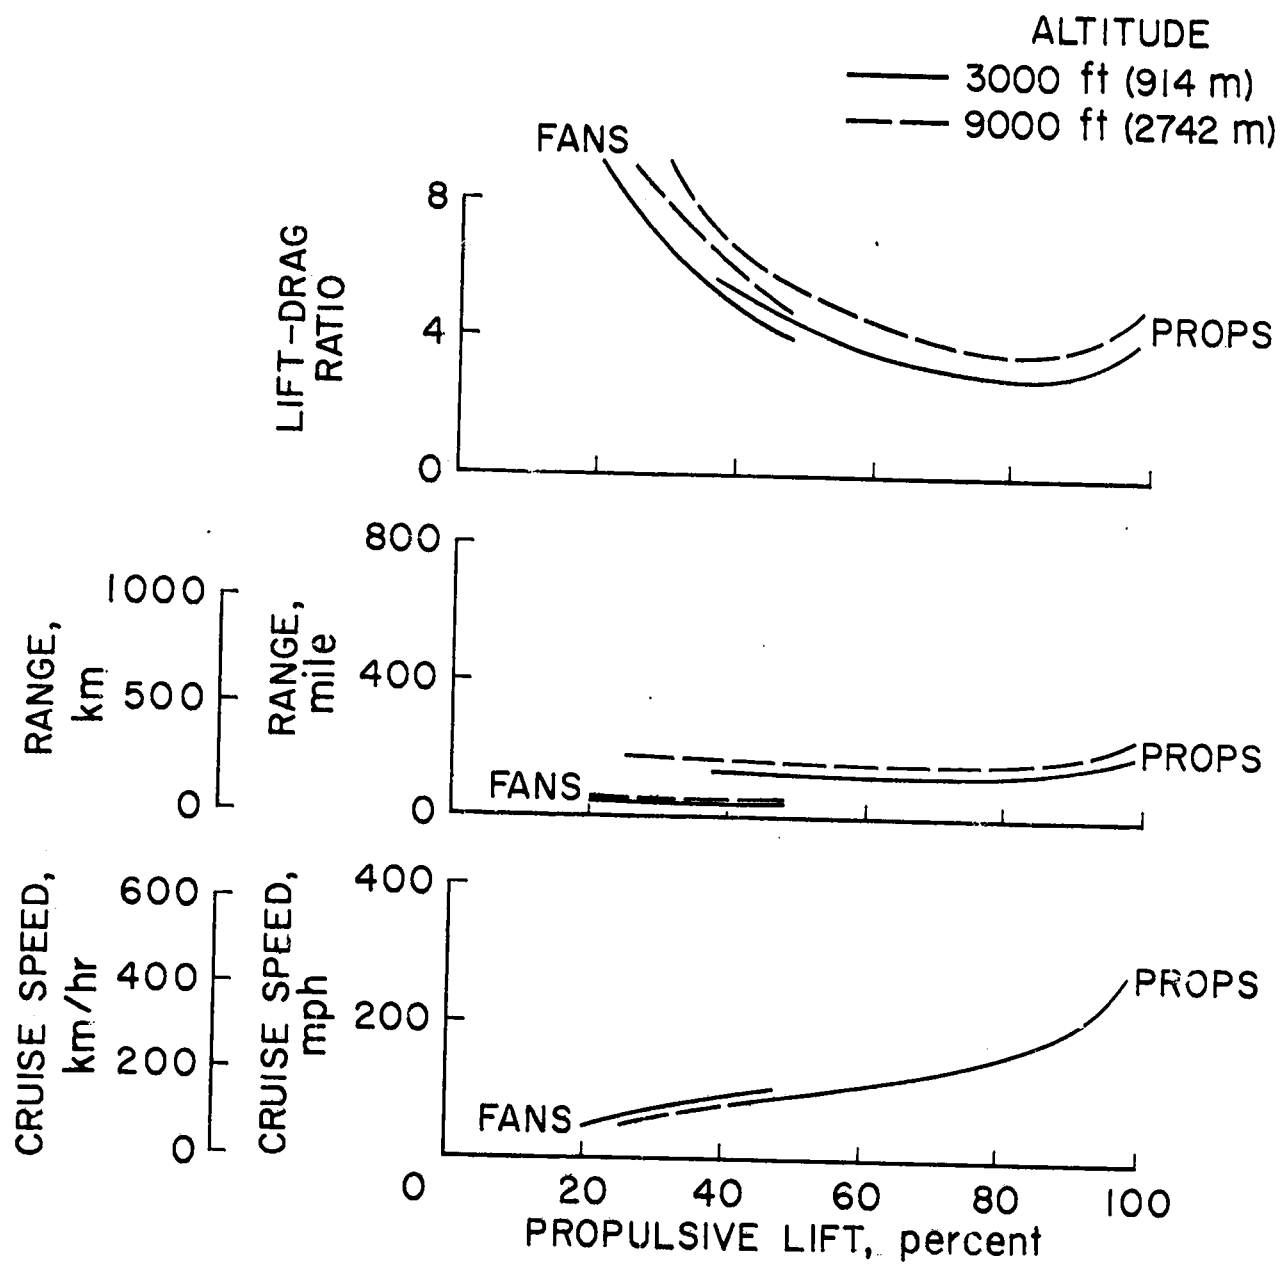 ALTITUDE
3000 ft (914 m)
9000 ft (2742 m)
FANS
8
4
0
LIFT-DRAG
RATIO
PROPS
800
400
0
1000
500
0
RANGE,
km
RANGE,
mile
FANS
PROPS
400
200
600
400
200
0
CRUISE SPEED,
km/hr
CRUISE SPEED,
mph
FANS
PROPS
0 20 40 60 80 100
PROPULSIVE LIFT, percent